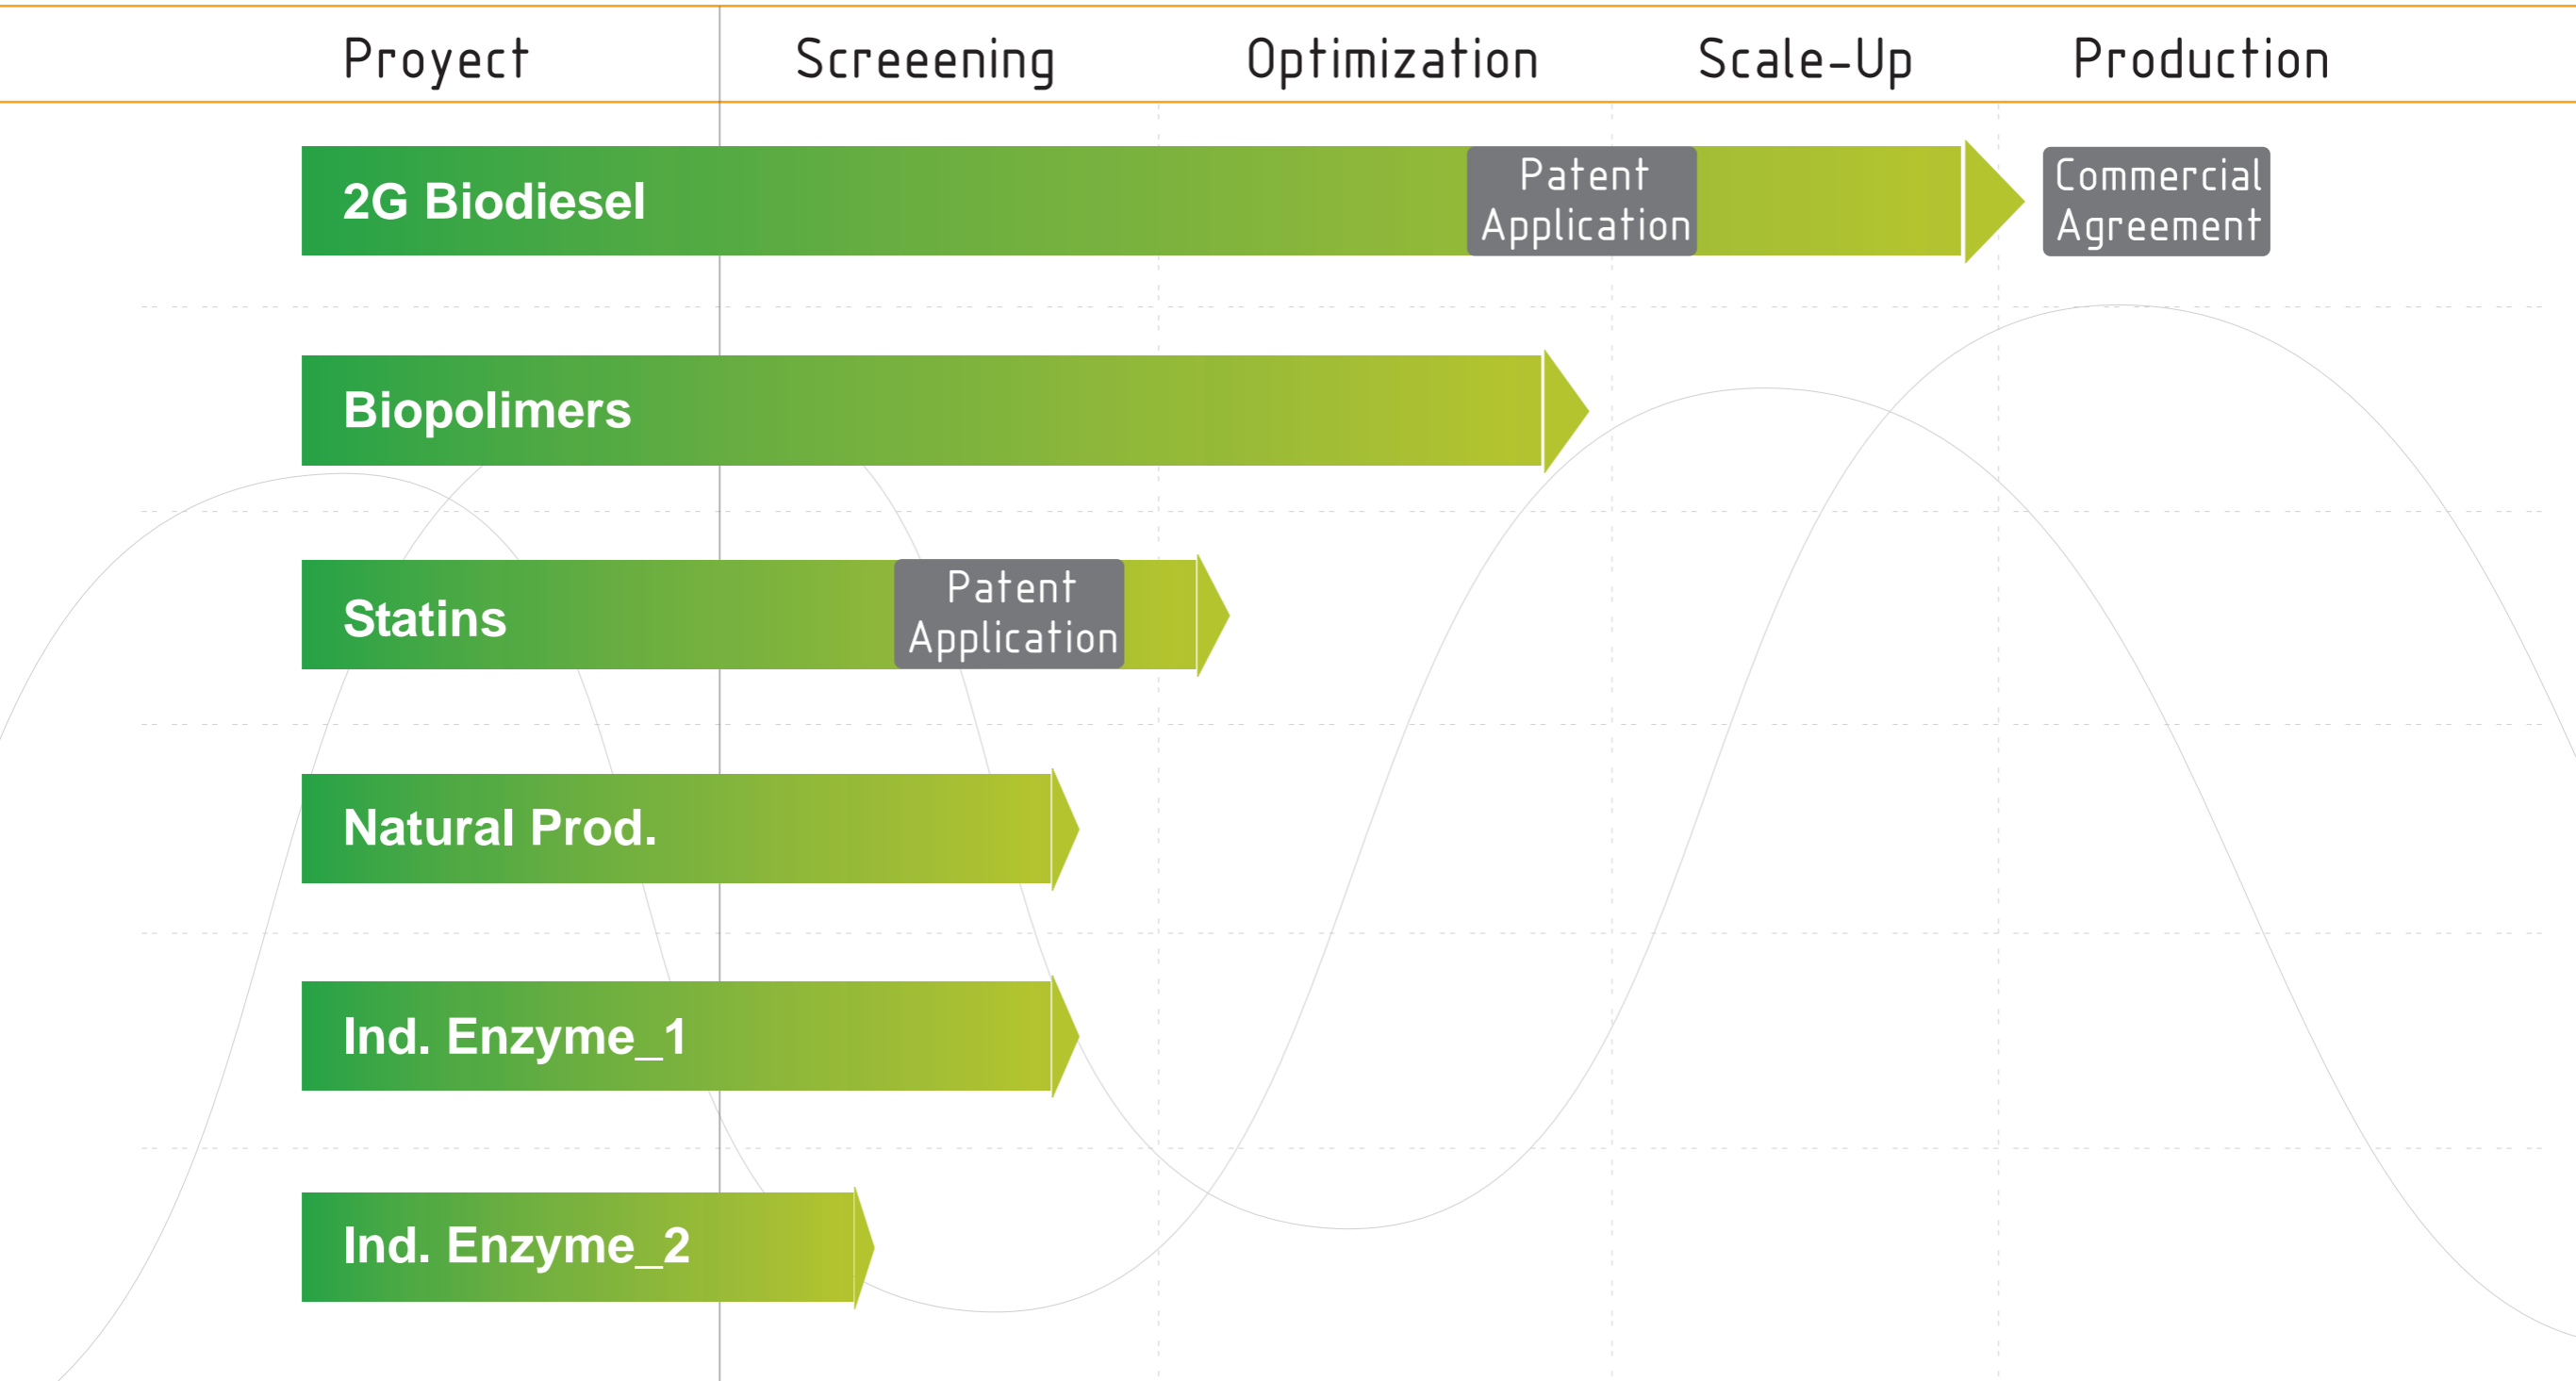 Proyect
Screeening
Optimization
Scale-Up
Production
2G Biodiesel
Patent
Application
Commercial
Agreement
Biopolimers
Statins
Patent
Application
Natural Prod.
Ind. Enzyme_1
Ind. Enzyme_2